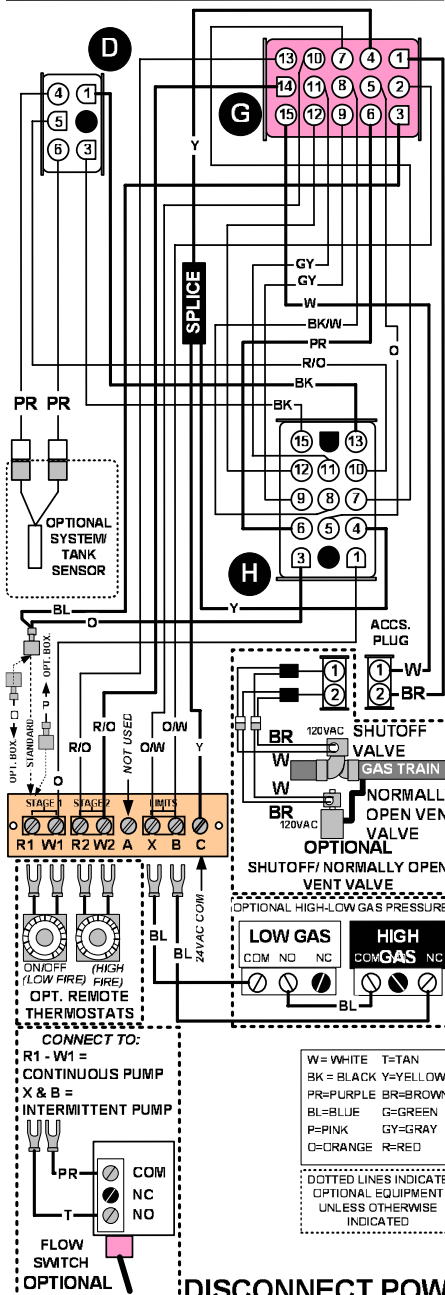 D
G
4 1
5
6 3
13 10 7 4 1
14 11 8 5 2
15 12 9 6 3
Y
SPLICE
GY
GY
W
BK/W
PR
O
R/O
BK
BK
PR PR
15 13
12 11 10
9 8 7
6 5 4
3 1
H
OPTIONAL
SYSTEM/
TANK
SENSOR
BL
O
Y
ACCS.
PLUG
1
2
1
2
W
BR
OPT. BOX.
STANDARD
P
OPT. BOX.
O
R/O
R/O
NOT USED
O/W
O/W
Y
BR
W
120VAC
SHUTOFF
VALVE
GAS TRAIN
W
BR
120VAC
NORMALL
OPEN VEN
VALVE
OPTIONAL
SHUTOFF/ NORMALLY OPEN
VENT VALVE
STAGE 1 STAGE 2 LIMITS
R1 W1 R2 W2 A X B C
ON/OFF
(LOW FIRE)
(HIGH
FIRE)
OPT. REMOTE
THERMOSTATS
BL
BL
24VAC COM
OPTIONAL HIGH-LOW GAS PRESSURE
LOW GAS
COM NO NC
HIGH
GAS
COM NO NC
BL
CONNECT TO:
R1 - W1 =
CONTINUOUS PUMP
X & B =
INTERMITTENT PUMP
PR
T
COM
NC
NO
FLOW
SWITCH
OPTIONAL
W= WHITE T=TAN
BK = BLACK Y=YELLOW
PR=PURPLE BR=BROWN
BL=BLUE G=GREEN
P=PINK GY=GRAY
O=ORANGE R=RED
DOTTED LINES INDICATE
OPTIONAL EQUIPMENT
UNLESS OTHERWISE
INDICATED
DISCONNECT POW